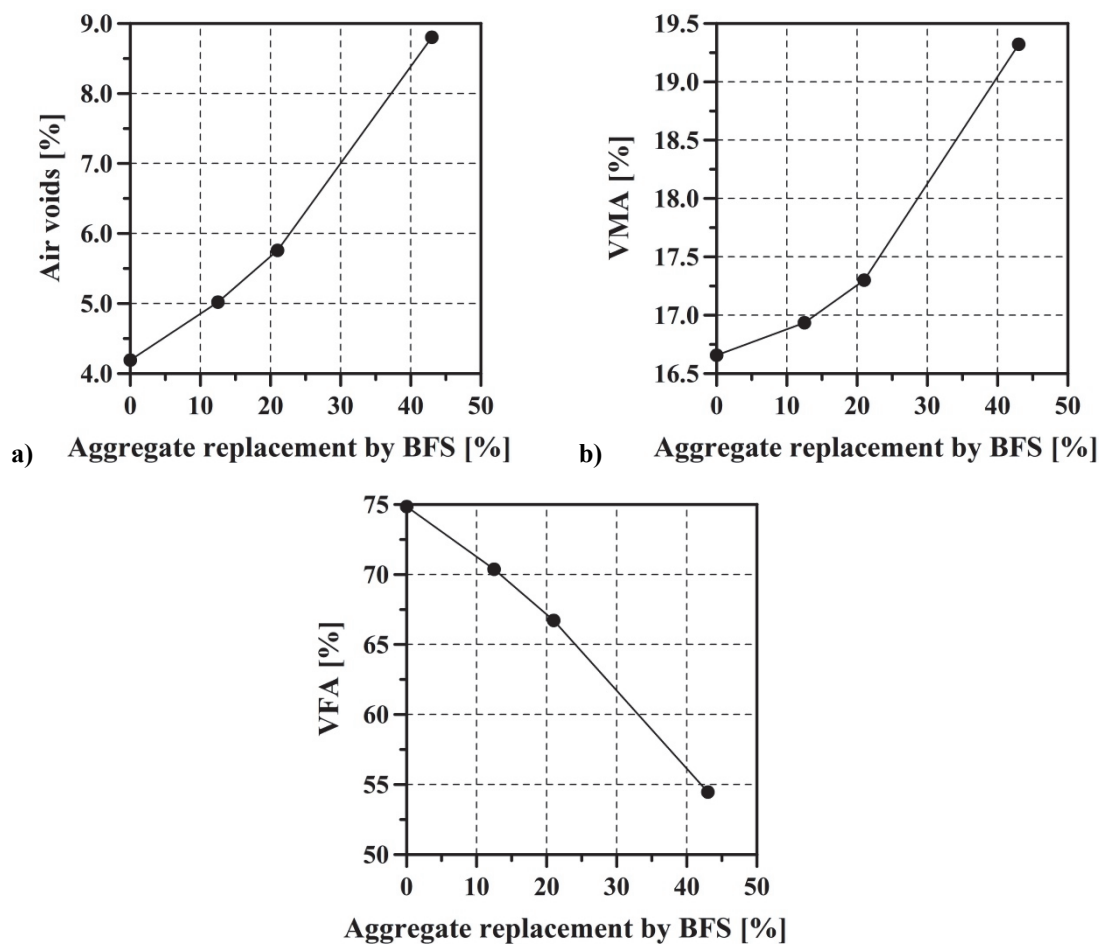 9.0
8.0
7.0
6.0
5.0
4.0
Air voids [%]
0 10 20 30 40 50
Aggregate replacement by BFS [%]
a)
19.5
19.0
18.5
18.0
17.5
17.0
16.5
VMA [%]
0 10 20 30 40 50
Aggregate replacement by BFS [%]
b)
75
70
65
60
55
50
VFA [%]
0 10 20 30 40 50
Aggregate replacement by BFS [%]